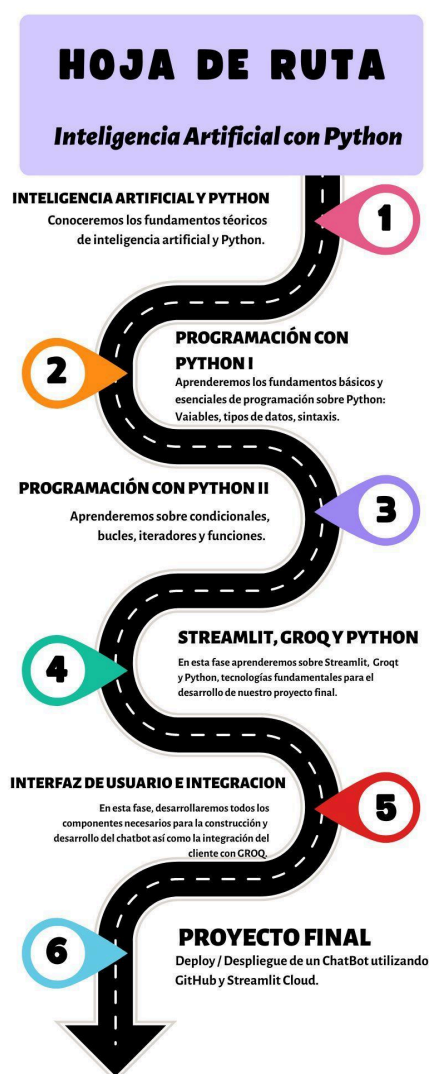 HOJA DE RUTA
Inteligencia Artificial con Python
INTELIGENCIA ARTIFICIAL Y PYTHON
Conoceremos los fundamentos téoricos
de inteligencia artificial y Python.
1
PROGRAMACIÓN CON
PYTHON I
2
Aprenderemos los fundamentos básicos y
esenciales de programación sobre Python:
Vaiables, tipos de datos, sintaxis.
PROGRAMACIÓN CON PYTHON II
3
Aprenderemos sobre condicionales,
bucles, iteradores y funciones.
STREAMLIT, GROQ Y PYTHON
4
En esta fase aprenderemos sobre Streamlit, Groqt
y Python, tecnologías fundamentales para el
desarrollo de nuestro proyecto final.
INTERFAZ DE USUARIO E INTEGRACION
5
En esta fase, desarrollaremos todos los
componentes necesarios para la construcción y
desarrollo del chatbot así como la integración del
cliente con GROQ.
PROYECTO FINAL
6
Deploy / Despliegue de un ChatBot utilizando
GitHub y Streamlit Cloud.